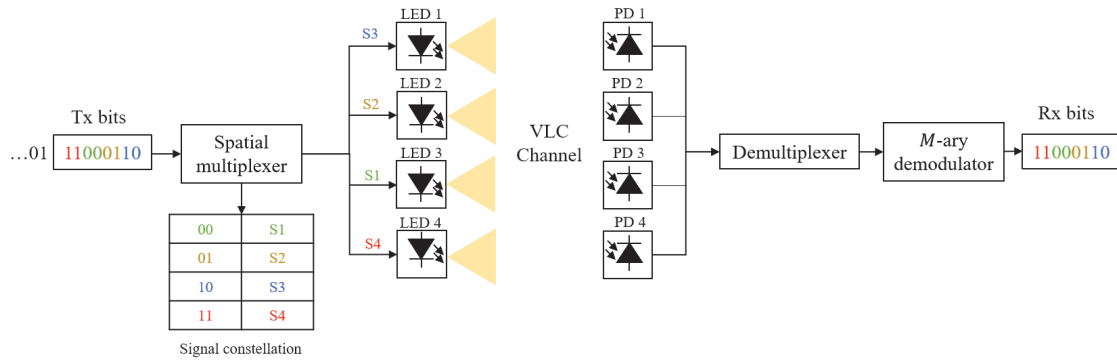 Tx bits
…01
11000110
Spatial
multiplexer
00 S1
01 S2
10 S3
11 S4
Signal constellation
S3
LED 1
S2
LED 2
S1
LED 3
S4
LED 4
VLC
Channel
PD 1
PD 2
PD 3
PD 4
Demultiplexer
M-ary
demodulator
Rx bits
11000110